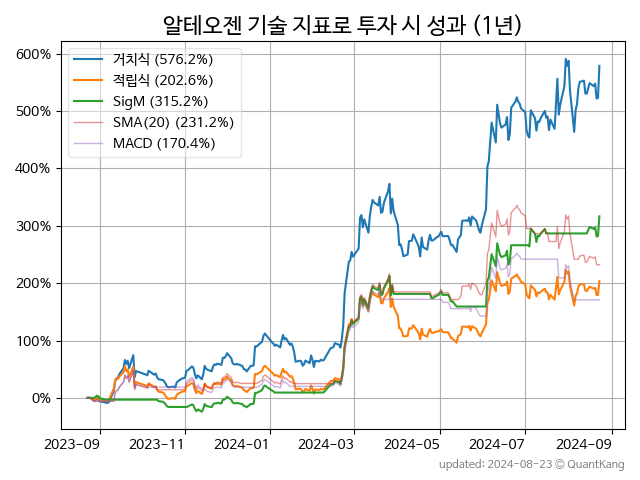 알테오젠 기술 지표로 투자 시 성과 (1년)
거치식 (576.2%)
적립식 (202.6%)
SigM (315.2%)
SMA(20) (231.2%)
MACD (170.4%)
600%
500%
400%
300%
200%
100%
0%
2023-09 2023-11 2024-01 2024-03 2024-05 2024-07 2024-09
updated: 2024-08-23 © QuantKang